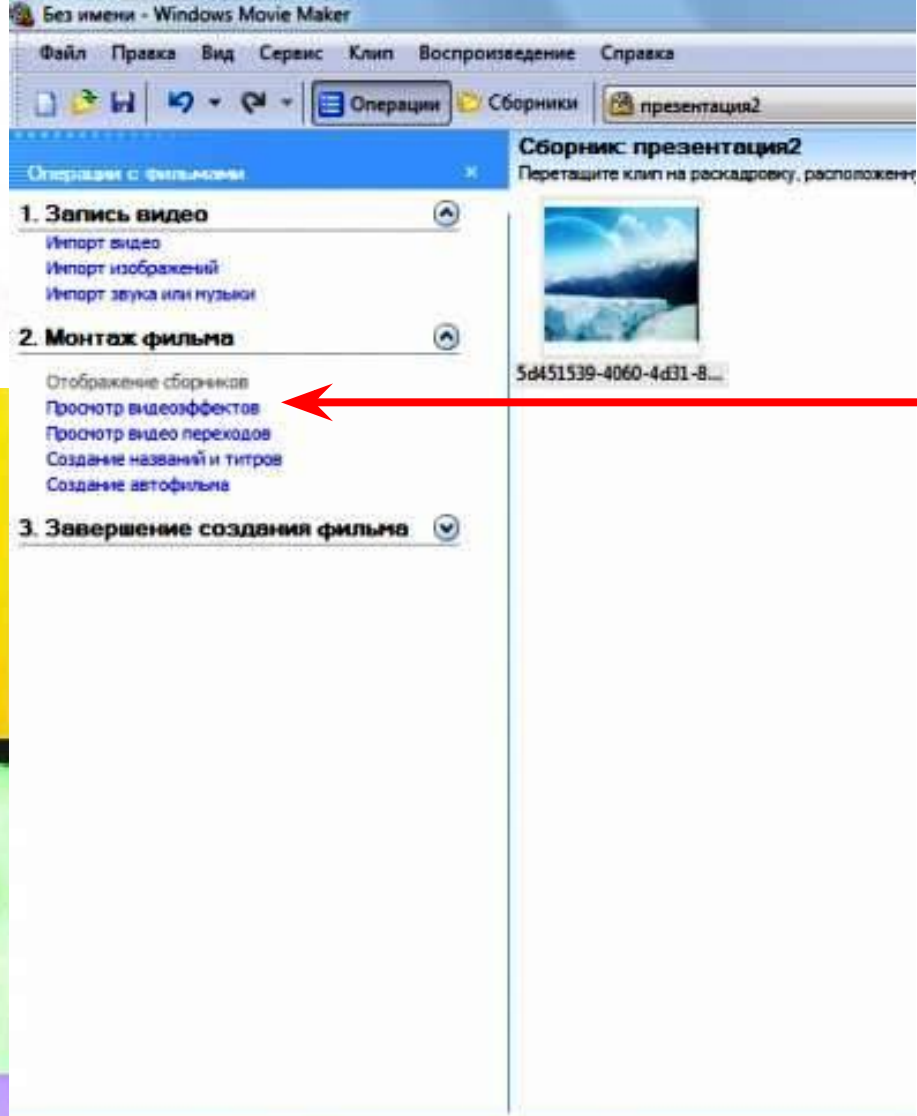 Без имени - Windows Movie Maker
Файл Правка Вид Сервис Клип Воспроизведение Справка
Операции Сборники презентация2
Операции с фильмами
1. Запись видео
Импорт видео
Импорт изображений
Импорт звука или музыки
2. Монтаж фильма
Отображение сборников
Просмотр видеоэффектов
Просмотр видео переходов
Создание названий и титров
Создание автофильма
3. Завершение создания фильма
Сборник: презентация2
Перетащите клип на раскадровку, расположенну
5d451539-4060-4d31-8...